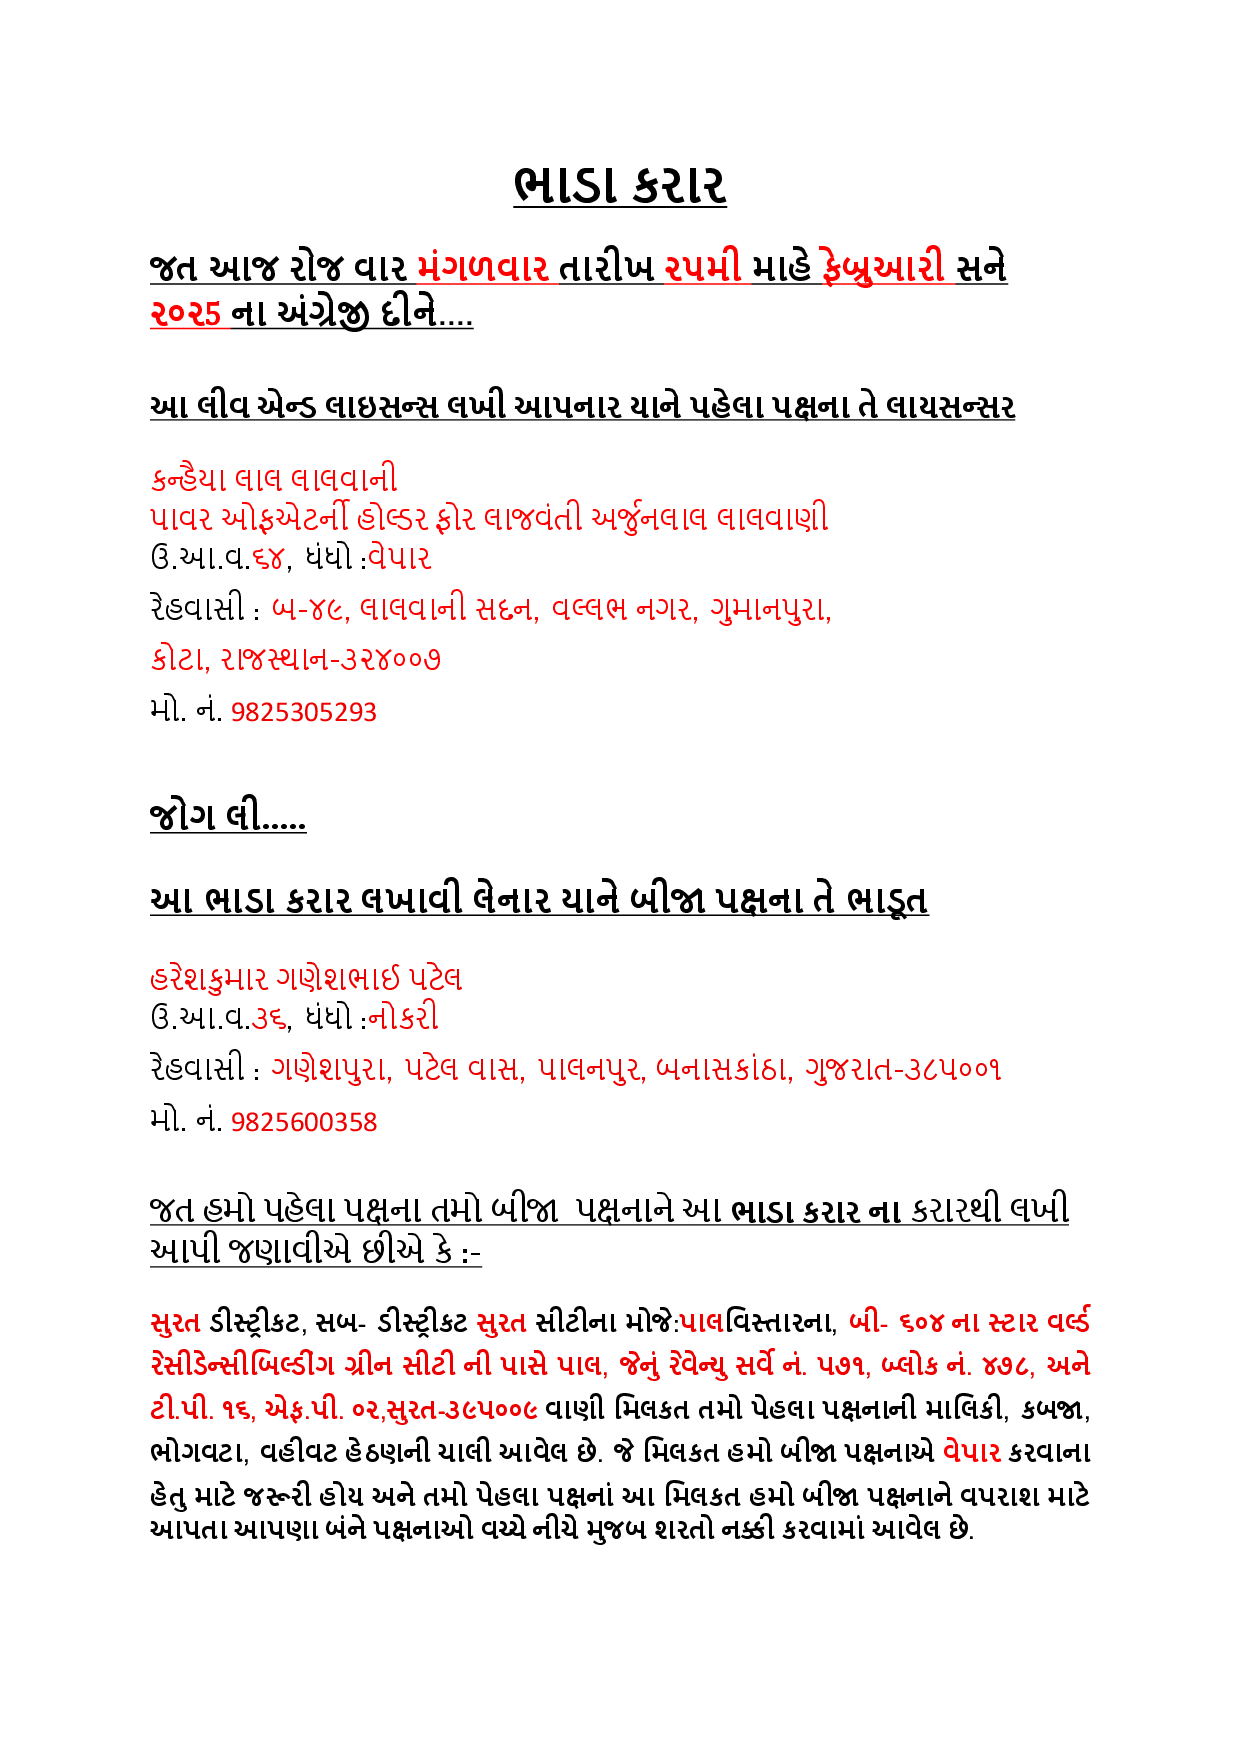 ભાડા કરાર
જત આજ રોજ વાર મંગળવાર તારીખ ૨૫મી માહે ફેબ્રુઆરી સને
૨૦૨5 ના અંગ્રેજી દીને....
આ લીવ એન્ડ લાઇસન્સ લખી આપનાર યાને પહેલા પક્ષના તે લાયસન્સર
કન્હૈયા લાલ લાલવાની
પાવર ઓફએટર્ની હોલ્ડર ફોર લાજવંતી અર્જુનલાલ લાલવાણી
ઉ.આ.વ.૬૪, ધંધો :વેપાર
રેહવાસી : બ-૪૯, લાલવાની સદન, વલ્લભ નગર, ગુમાનપુરા,
કોટા, રાજસ્થાન-૩૨૪૦૦૭
મો. નં. 9825305293
જોગ લી.....
આ ભાડા કરાર લખાવી લેનાર યાને બીજા પક્ષના તે ભાડૂત
હરેશકુમાર ગણેશભાઈ પટેલ
ઉ.આ.વ.૩૬, ધંધો :નોકરી
રેહવાસી : ગણેશપુરા, પટેલ વાસ, પાલનપુર, બનાસકાંઠા, ગુજરાત-૩૮૫૦૦૧
મો. નં. 9825600358
જત હમો પહેલા પક્ષના તમો બીજા પક્ષનાને આ ભાડા કરાર ના કરારથી લખી
આપી જણાવીએ છીએ કે :-
સુરત ડીસ્ટ્રીકટ, સબ- ડીસ્ટ્રીકટ સુરત સીટીના મોજે:પાલવિસ્તારના, બી- ૬૦૪ ના સ્ટાર વર્લ્ડ
રેસીડેન્સીબિલ્ડીંગ ગ્રીન સીટી ની પાસે પાલ, જેનું રેવેન્યુ સર્વે નં. ૫૭૧, બ્લોક નં. ૪૭૮, અને
ટી.પી. ૧૬, એફ.પી. ૦૨,સુરત-૩૯૫૦૦૯ વાણી મિલકત તમો પેહલા પક્ષનાની માલિકી, કબજા,
ભોગવટા, વહીવટ હેઠણની ચાલી આવેલ છે. જે મિલકત હમો બીજા પક્ષનાએ વેપાર કરવાના
હેતુ માટે જરૂરી હોય અને તમો પેહલા પક્ષનાં આ મિલકત હમો બીજા પક્ષનાને વપરાશ માટે
આપતા આપણા બંને પક્ષનાઓ વચ્ચે નીચે મુજબ શરતો નક્કી કરવામાં આવેલ છે.